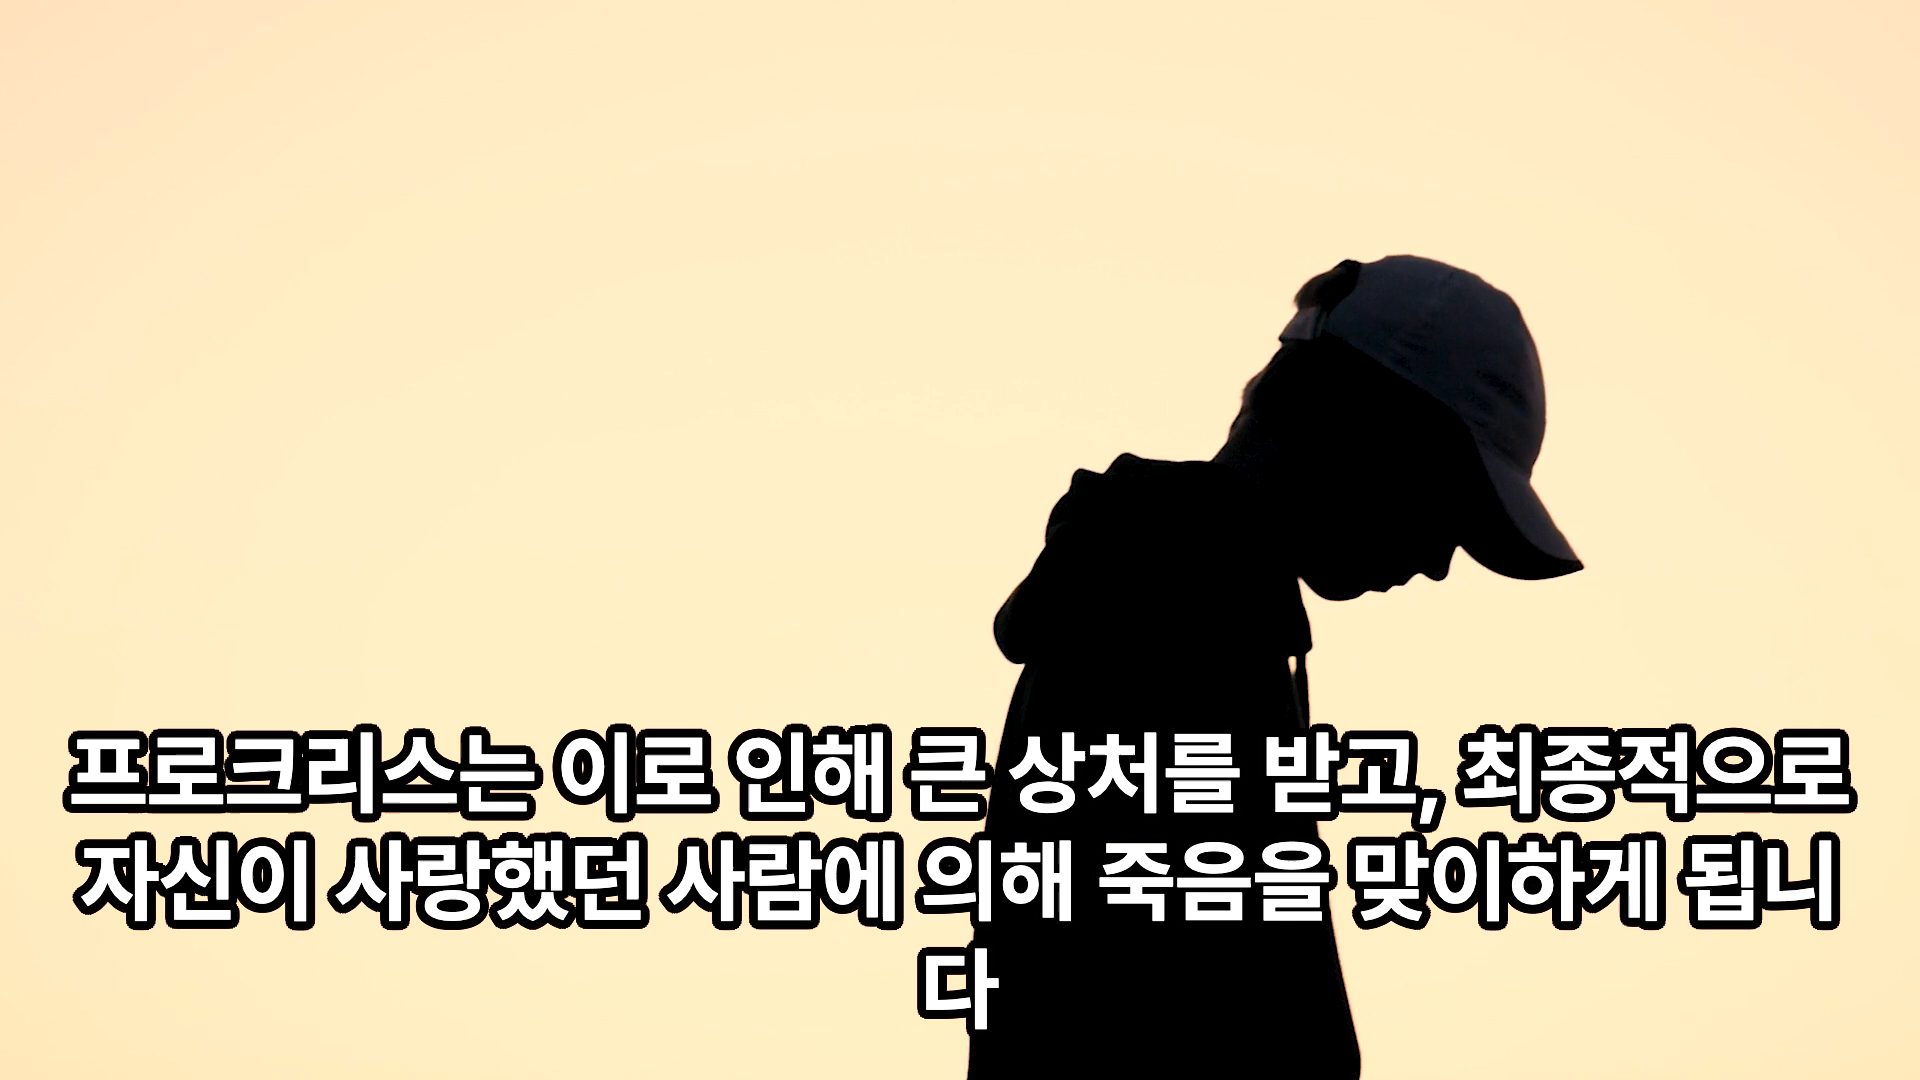 프로크리스는 이로 인해 큰 상처를 받고, 최종적으로
자신이 사랑했던 사람에 의해 죽음을 맞이하게 됩니
다